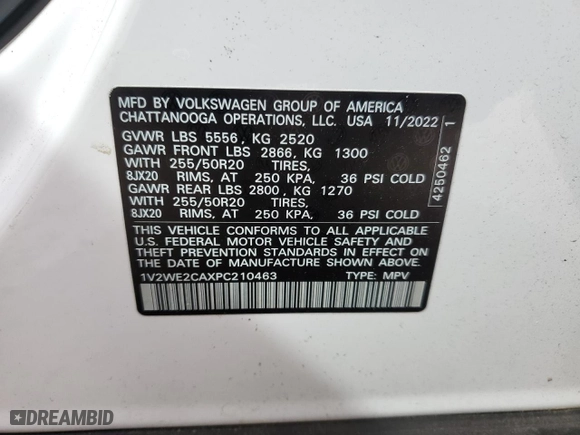 MFD BY VOLKSWAGEN GROUP OF AMERICA
CHATTANOOGA OPERATIONS, LLC. USA 11/2022
GVWR LBS 5556, KG 2520
GAWR FRONT LBS 2866, KG 1300
WITH 255/50R20 TIRES,
8JX20 RIMS, AT 250 KPA, 36 PSI COLD
GAWR REAR LBS 2800 , KG 1270
WITH 255/50R20 TIRES,
8JX20 RIMS, AT 250 KPA, 36 PSI COLD
THIS VEHICLE CONFORMS TO ALL APPLICABLE
U.S. FEDERAL MOTOR VEHICLE SAFETY AND
THEFT PREVENTION STANDARDS IN EFFECT ON
THE DATE OF MANUFACTURE SHOWN ABOVE.
1V2WE2CAXPC210463 TYPE: MPV
4250462 1
DREAMBID